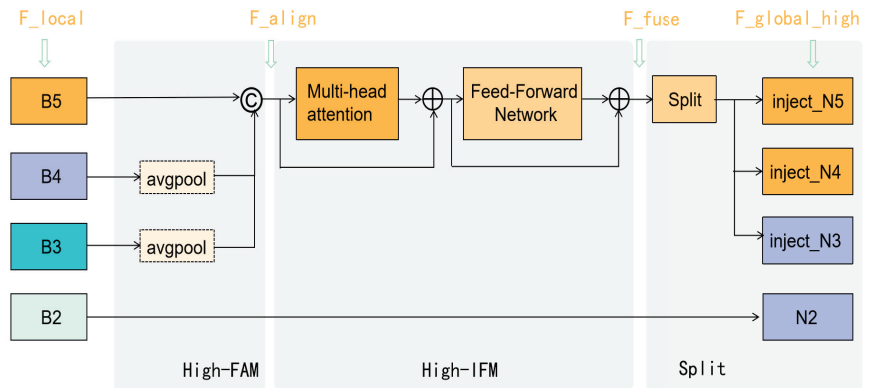 F_local
F_align
F_fuse
F_global_high
B5
©
Multi-head
attention
Feed-Forward
Network
Split
inject_N5
B4
avgpool
inject_N4
B3
avgpool
inject_N3
B2
N2
High-FAM
High-IFM
Split